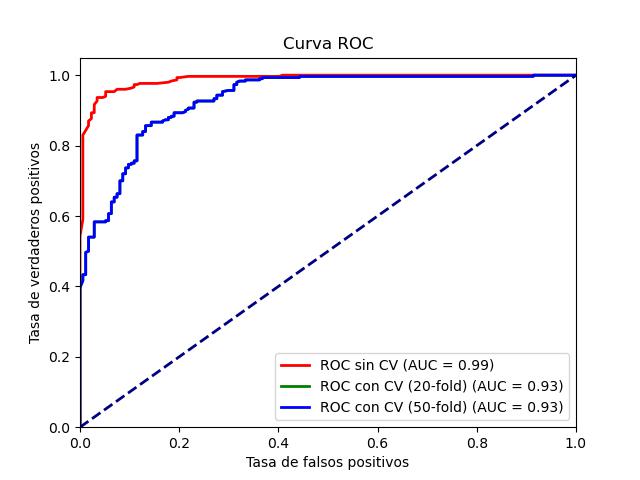 Curva ROC
Tasa de verdaderos positivos
1.0
0.8
0.6
0.4
0.2
0.0
ROC sin CV (AUC = 0.99)
ROC con CV (20-fold) (AUC = 0.93)
ROC con CV (50-fold) (AUC = 0.93)
0.0 0.2 0.4 0.6 0.8 1.0
Tasa de falsos positivos